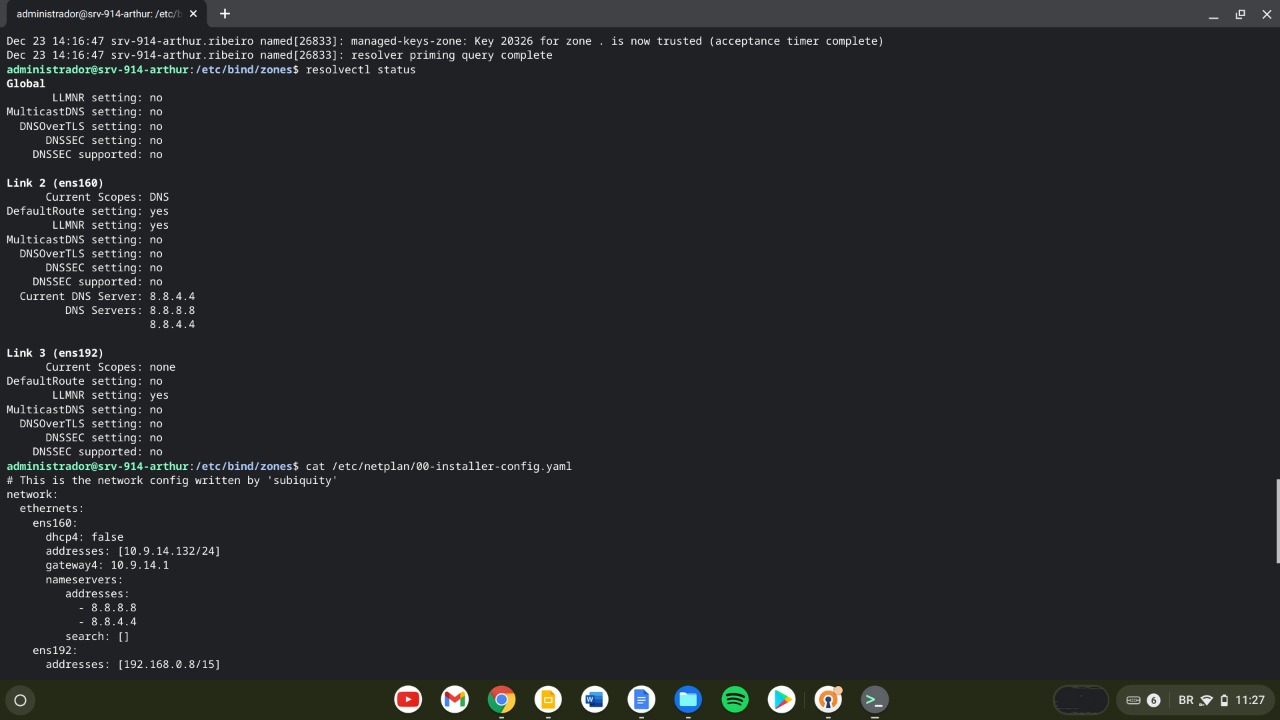 administrador@srv-914-arthur: /etc/b
Dec 23 14:16:47 srv-914-arthur.ribeiro named[26833]: managed-keys-zone: Key 20326 for zone . is now trusted (acceptance timer complete)
Dec 23 14:16:47 srv-914-arthur.ribeiro named[26833]: resolver priming query complete
administrador@srv-914-arthur:/etc/bind/zones$ resolvectl status
Global
LLMNR setting: no
MulticastDNS setting: no
DNSOverTLS setting: no
DNSSEC setting: no
DNSSEC supported: no
Link 2 (ens160)
Current Scopes: DNS
DefaultRoute setting: yes
LLMNR setting: yes
MulticastDNS setting: no
DNSOverTLS setting: no
DNSSEC setting: no
DNSSEC supported: no
Current DNS Server: 8.8.4.4
DNS Servers: 8.8.8.8
8.8.4.4
Link 3 (ens192)
Current Scopes: none
DefaultRoute setting: no
LLMNR setting: yes
MulticastDNS setting: no
DNSOverTLS setting: no
DNSSEC setting: no
DNSSEC supported: no
administrador@srv-914-arthur:/etc/bind/zones$ cat /etc/netplan/00-installer-config.yaml
# This is the network config written by 'subiquity'
network:
ethernets:
ens160:
dhcp4: false
addresses: [10.9.14.132/24]
gateway4: 10.9.14.1
nameservers:
addresses:
- 8.8.8.8
- 8.8.4.4
search: []
ens192:
addresses: [192.168.0.8/15]
6 BR 11:27